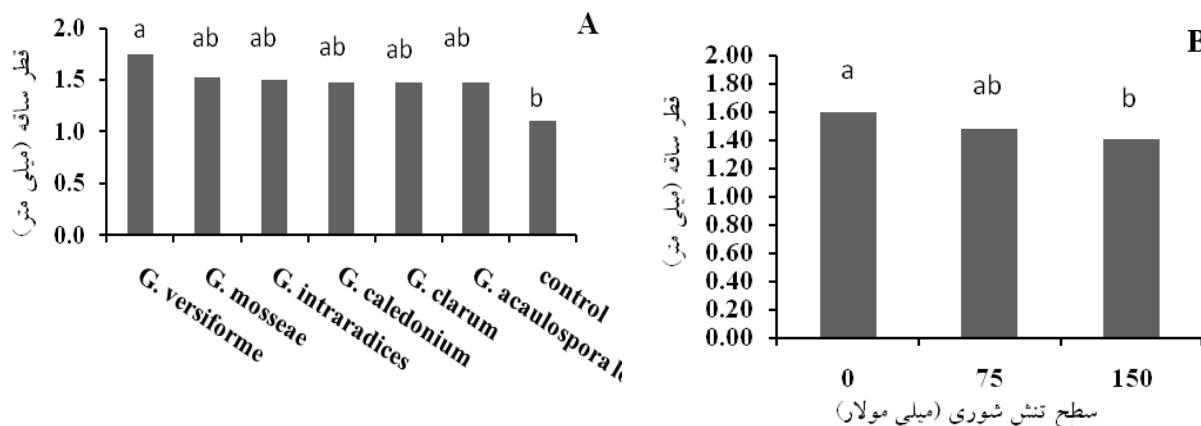 A
2.0
1.5
1.0
0.5
0.0
قطر ساقه (میلی متر)
a
ab
ab
ab
ab
ab
b
G. versiforme
G. mosseae
G. intraradices
G. caledonium
G. clarum
G. acaulospora l
control
B
2.00
1.80
1.60
1.40
1.20
1.00
0.80
0.60
0.40
0.20
0.00
قطر ساقه (میلی متر)
a
ab
b
0
75
150
سطح تنش شوری (میلی مولار)